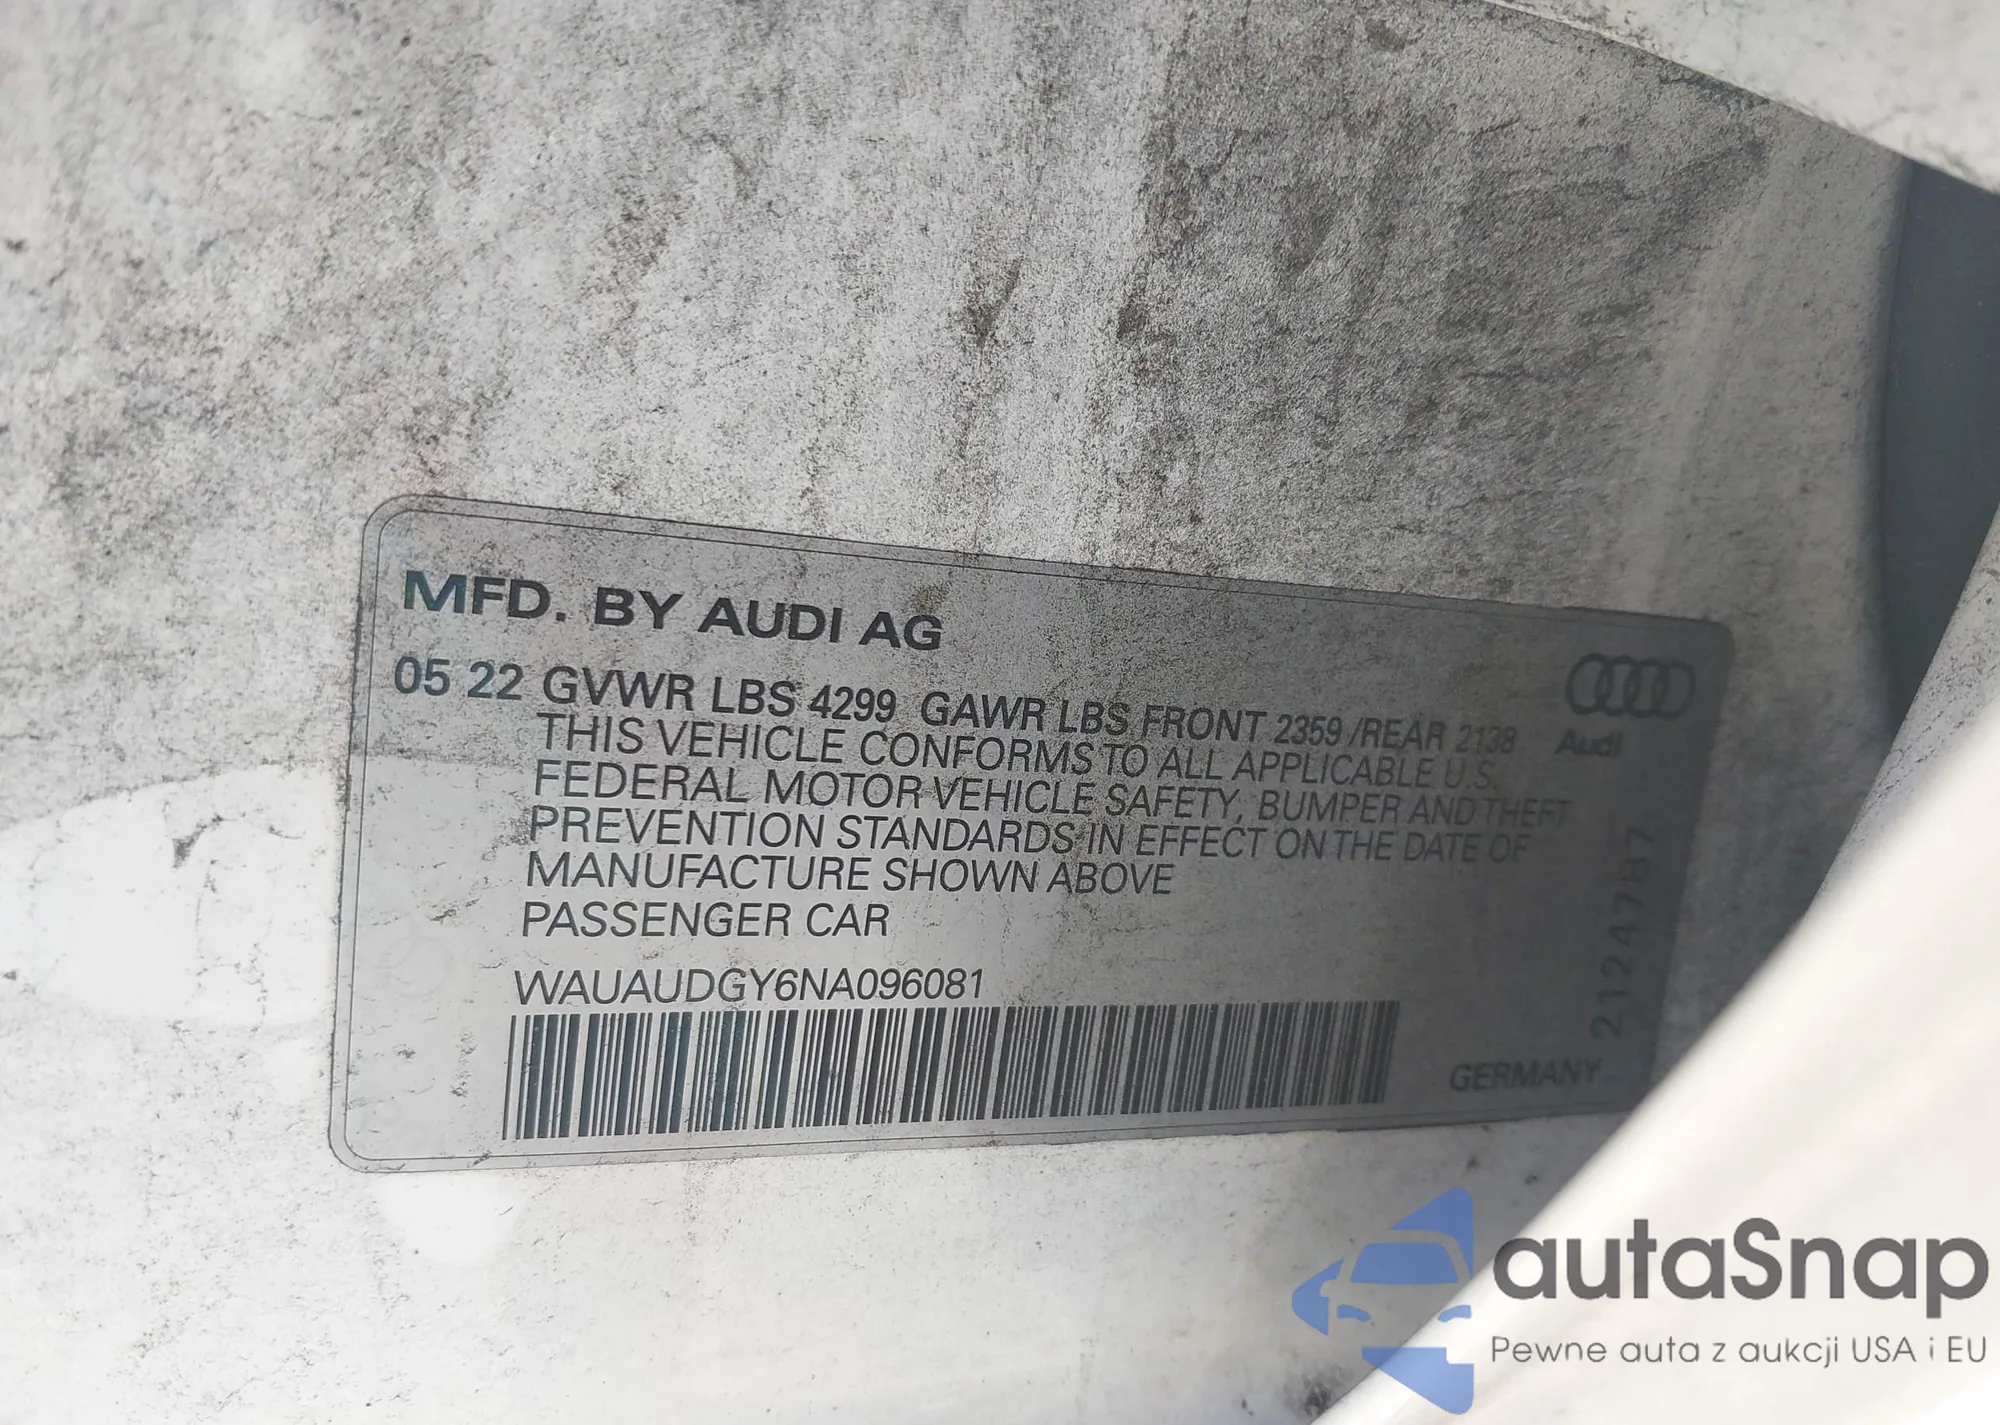 MFD. BY AUDI AG
05 22 GVWR LBS 4299 GAWR LBS FRONT 2359 /REAR 2138
Audi
THIS VEHICLE CONFORMS TO ALL APPLICABLE U.S.
FEDERAL MOTOR VEHICLE SAFETY, BUMPER AND THEFT
PREVENTION STANDARDS IN EFFECT ON THE DATE OF
MANUFACTURE SHOWN ABOVE
PASSENGER CAR
WAUAUDGY6NA096081
GERMANY
21247B7
autaSnap
Pewne auta z aukcji USA i EU